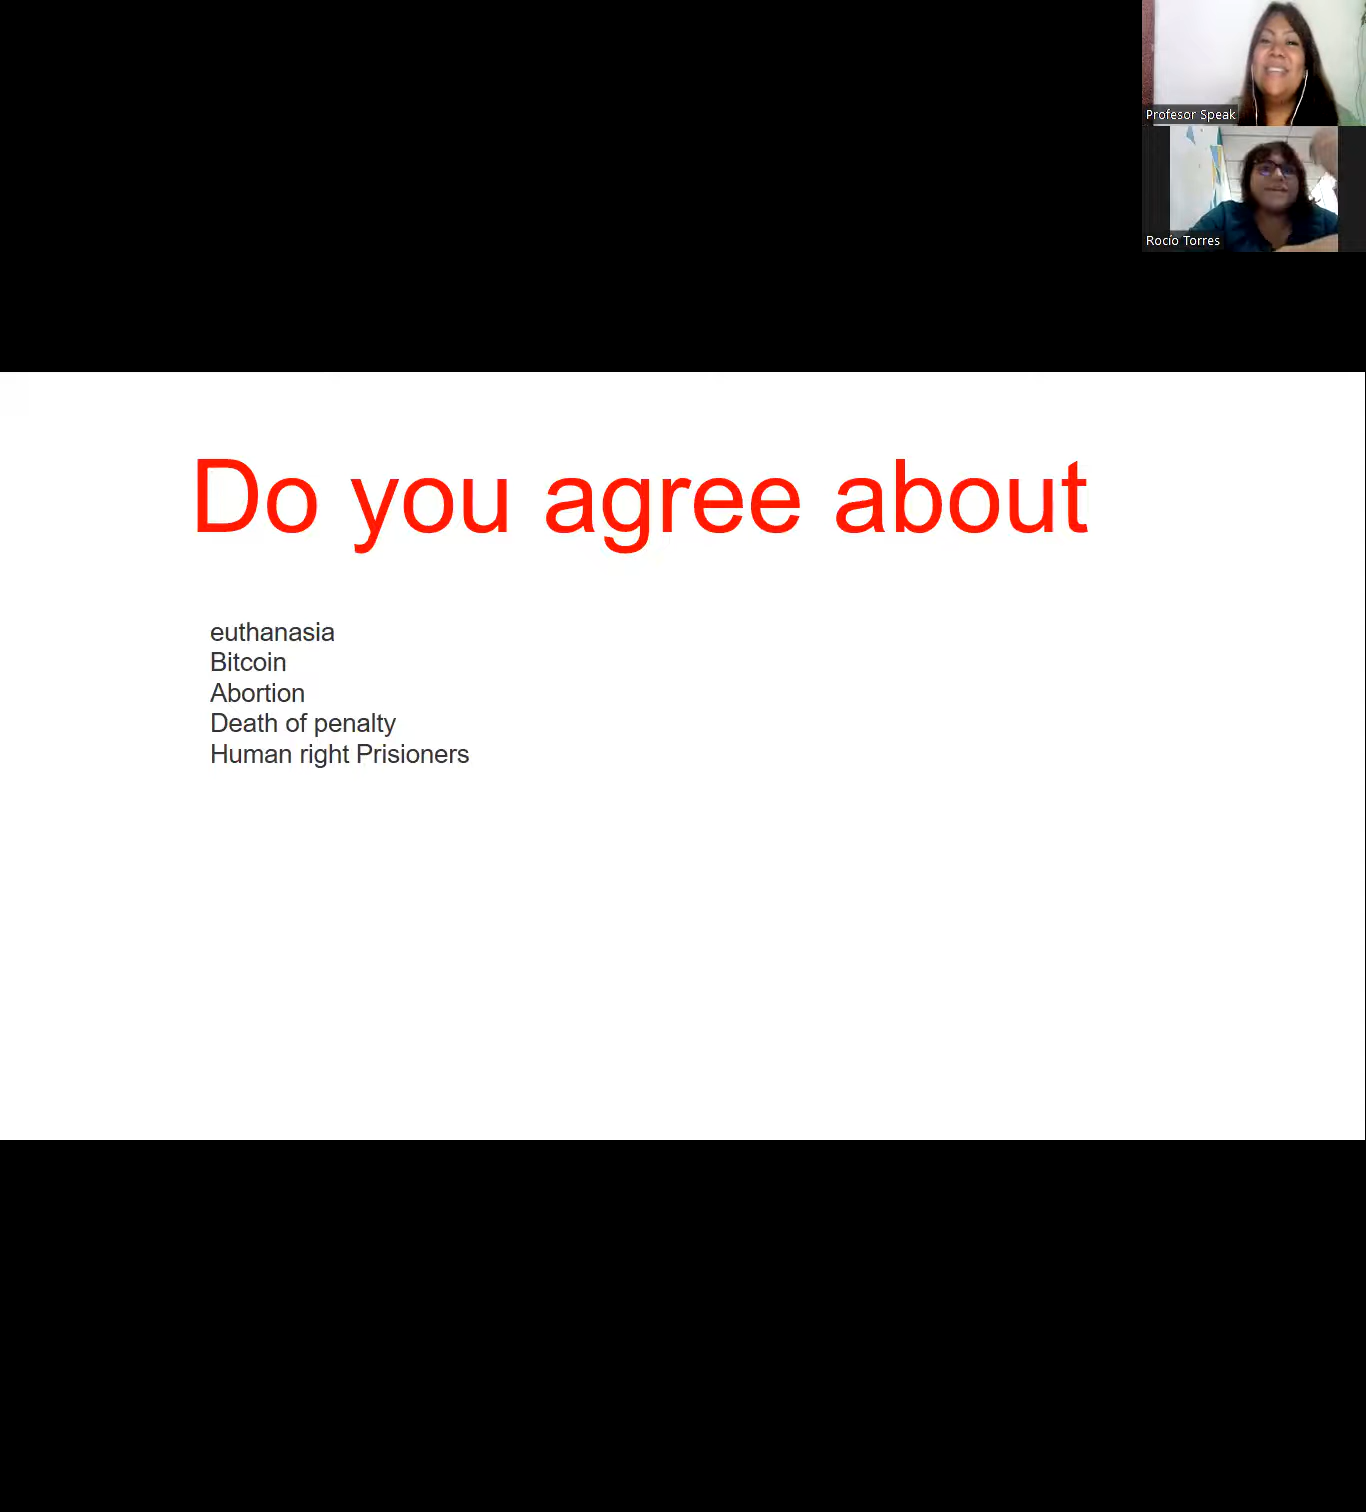 Profesor Speak
Rocío Torres
Do you agree about
euthanasia
Bitcoin
Abortion
Death of penalty
Human right Prisioners